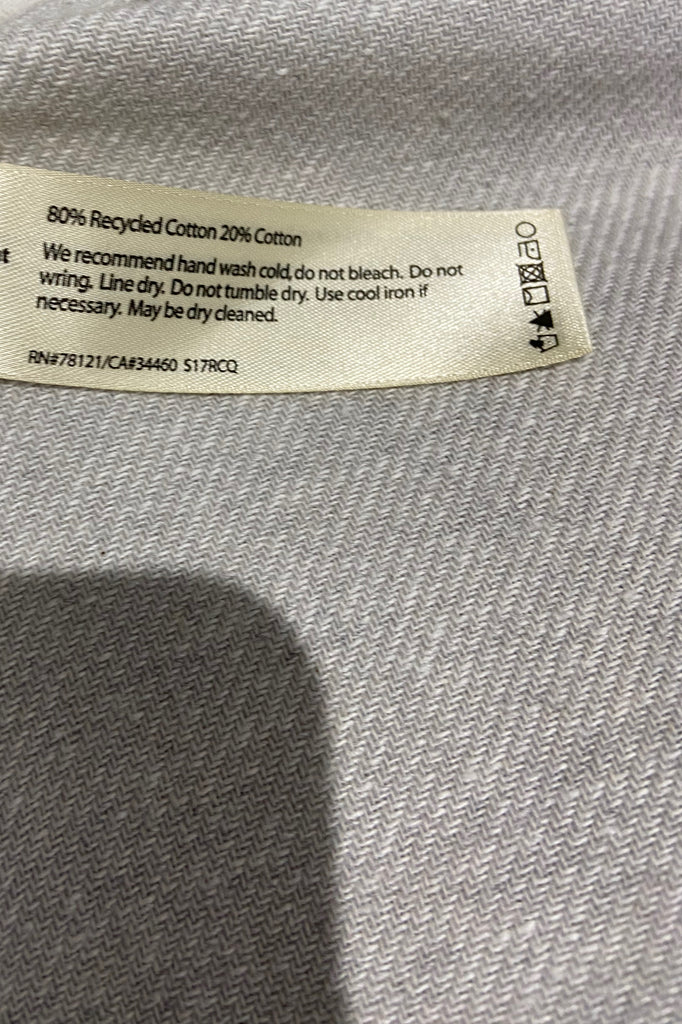 80% Recycled Cotton 20% Cotton
We recommend hand wash cold, do not bleach. Do not
wring. Line dry. Do not tumble dry. Use cool iron if
necessary. May be dry cleaned.
RN#78121/CA#34460 S17RCQ